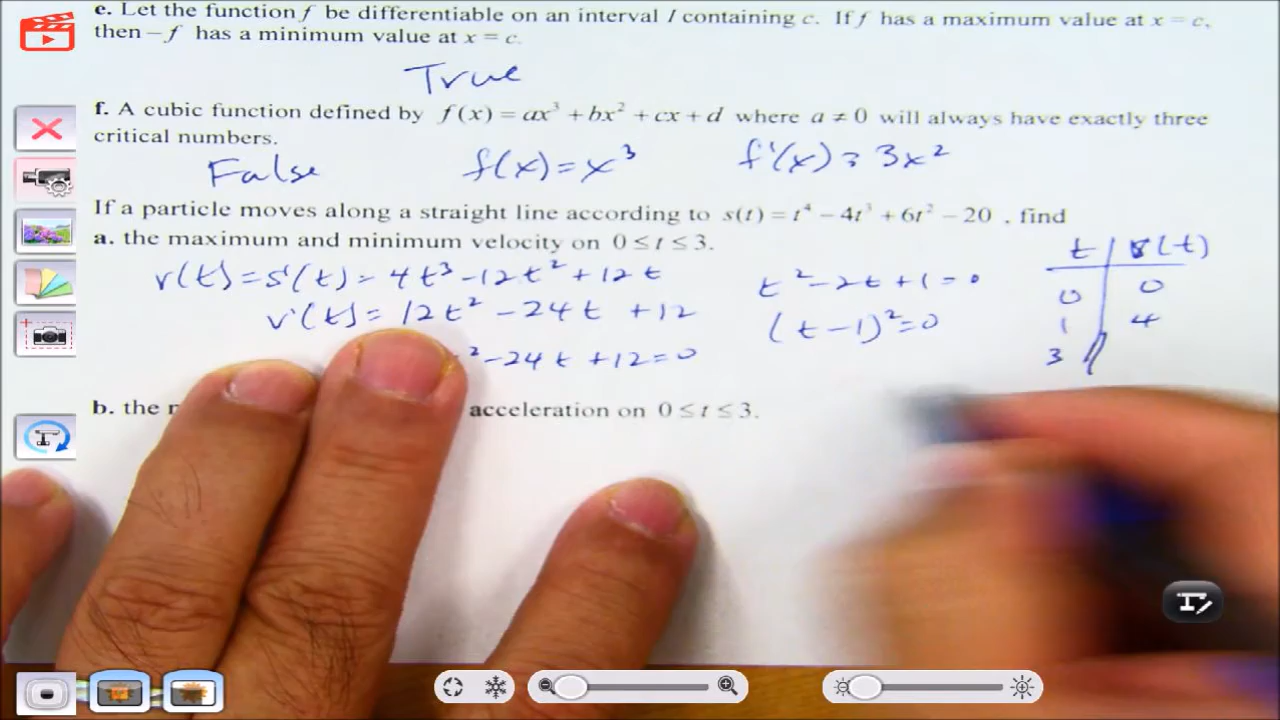 e. Let the function f be differentiable on an interval I containing c. If f has a maximum value at x = c,
then −f has a minimum value at x = c.
True
f. A cubic function defined by f(x) = ax³ + bx² + cx + d where a ≠ 0 will always have exactly three
critical numbers.
False f(x) = x³ f'(x) = 3x²
If a particle moves along a straight line according to s(t) = t⁴ − 4t³ + 6t² − 20 , find
a. the maximum and minimum velocity on 0 ≤ t ≤ 3.
v(t) = s'(t) = 4t³ − 12t² + 12t
v'(t) = 12t² − 24t + 12
² − 24t + 12 = 0
t² − 2t + 1 = 0
(t − 1)² = 0
t (t)
0 0
1 4
3
b. the acceleration on 0 ≤ t ≤ 3.